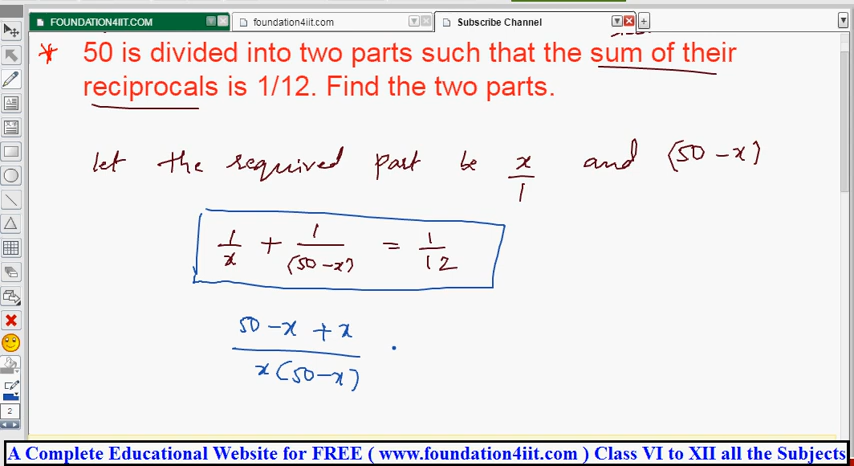 FOUNDATION4IIT.COM foundation4iit.com Subscribe Channel
* 50 is divided into two parts such that the sum of their
reciprocals is 1/12. Find the two parts.
let the required part be x/1 and (50-x)
1/x + 1/(50-x) = 1/12
50-x+x
x(50-x)
2
A Complete Educational Website for FREE ( www.foundation4iit.com ) Class VI to XII all the Subjects